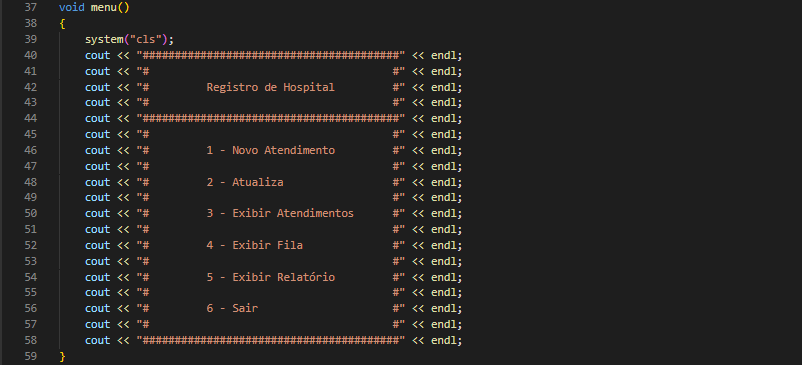 37 void menu()
38 {
39     system("cls");
40     cout << "########################################" << endl;
41     cout << "#                                      #" << endl;
42     cout << "#         Registro de Hospital         #" << endl;
43     cout << "#                                      #" << endl;
44     cout << "########################################" << endl;
45     cout << "#                                      #" << endl;
46     cout << "#         1 - Novo Atendimento         #" << endl;
47     cout << "#                                      #" << endl;
48     cout << "#         2 - Atualiza                 #" << endl;
49     cout << "#                                      #" << endl;
50     cout << "#         3 - Exibir Atendimentos      #" << endl;
51     cout << "#                                      #" << endl;
52     cout << "#         4 - Exibir Fila              #" << endl;
53     cout << "#                                      #" << endl;
54     cout << "#         5 - Exibir Relatório         #" << endl;
55     cout << "#                                      #" << endl;
56     cout << "#         6 - Sair                     #" << endl;
57     cout << "#                                      #" << endl;
58     cout << "########################################" << endl;
59 }